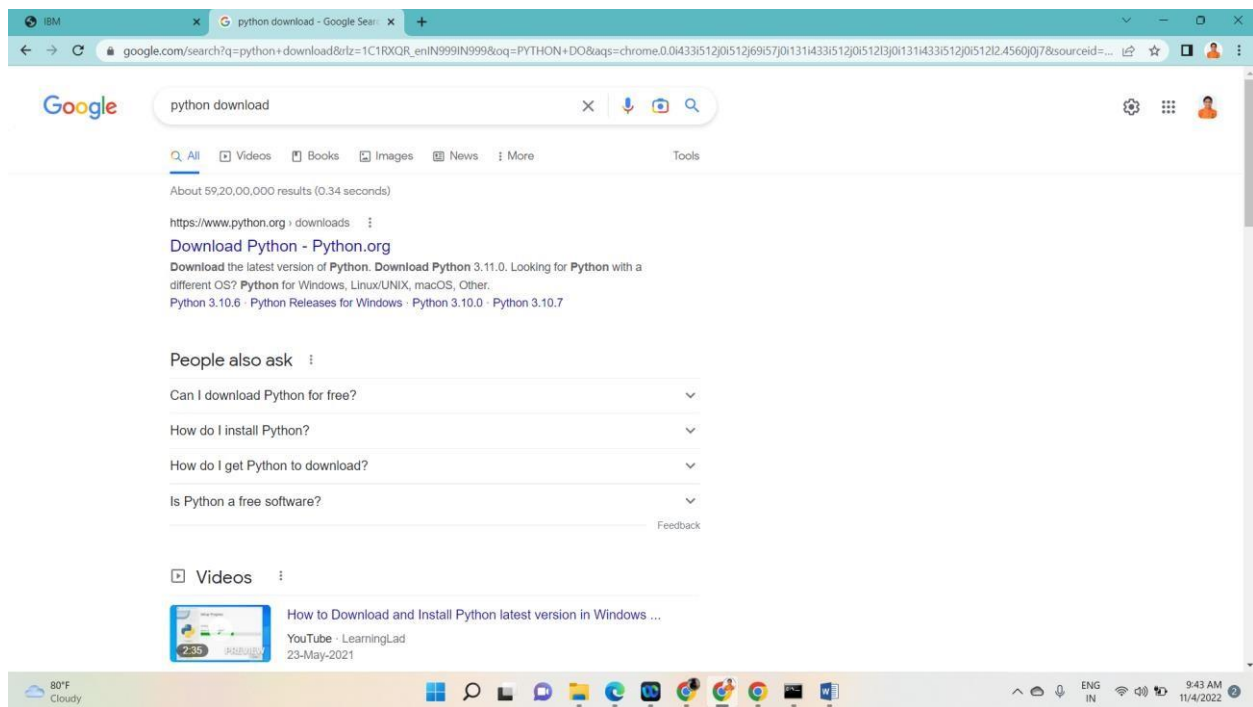 IBM
python download - Google Sear
google.com/search?q=python+download&rlz=1C1RXQR_enIN999IN999&oq=PYTHON+DO&aqs=chrome.0.0i433i512j0i512j69i57j0i131i433i512j0i512l3j0i131i433i512j0i512l2.4560j0j7&sourceid=...
Google
python download
All Videos Books Images News More Tools
About 59,20,00,000 results (0.34 seconds)
https://www.python.org › downloads
Download Python - Python.org
Download the latest version of Python. Download Python 3.11.0. Looking for Python with a
different OS? Python for Windows, Linux/UNIX, macOS, Other.
Python 3.10.6 · Python Releases for Windows · Python 3.10.0 · Python 3.10.7
People also ask
Can I download Python for free?
How do I install Python?
How do I get Python to download?
Is Python a free software?
Feedback
Videos
How to Download and Install Python latest version in Windows ...
YouTube · LearningLad
23-May-2021
2:35 PREVIEW
80°F
Cloudy
ENG
IN
9:43 AM
11/4/2022
2